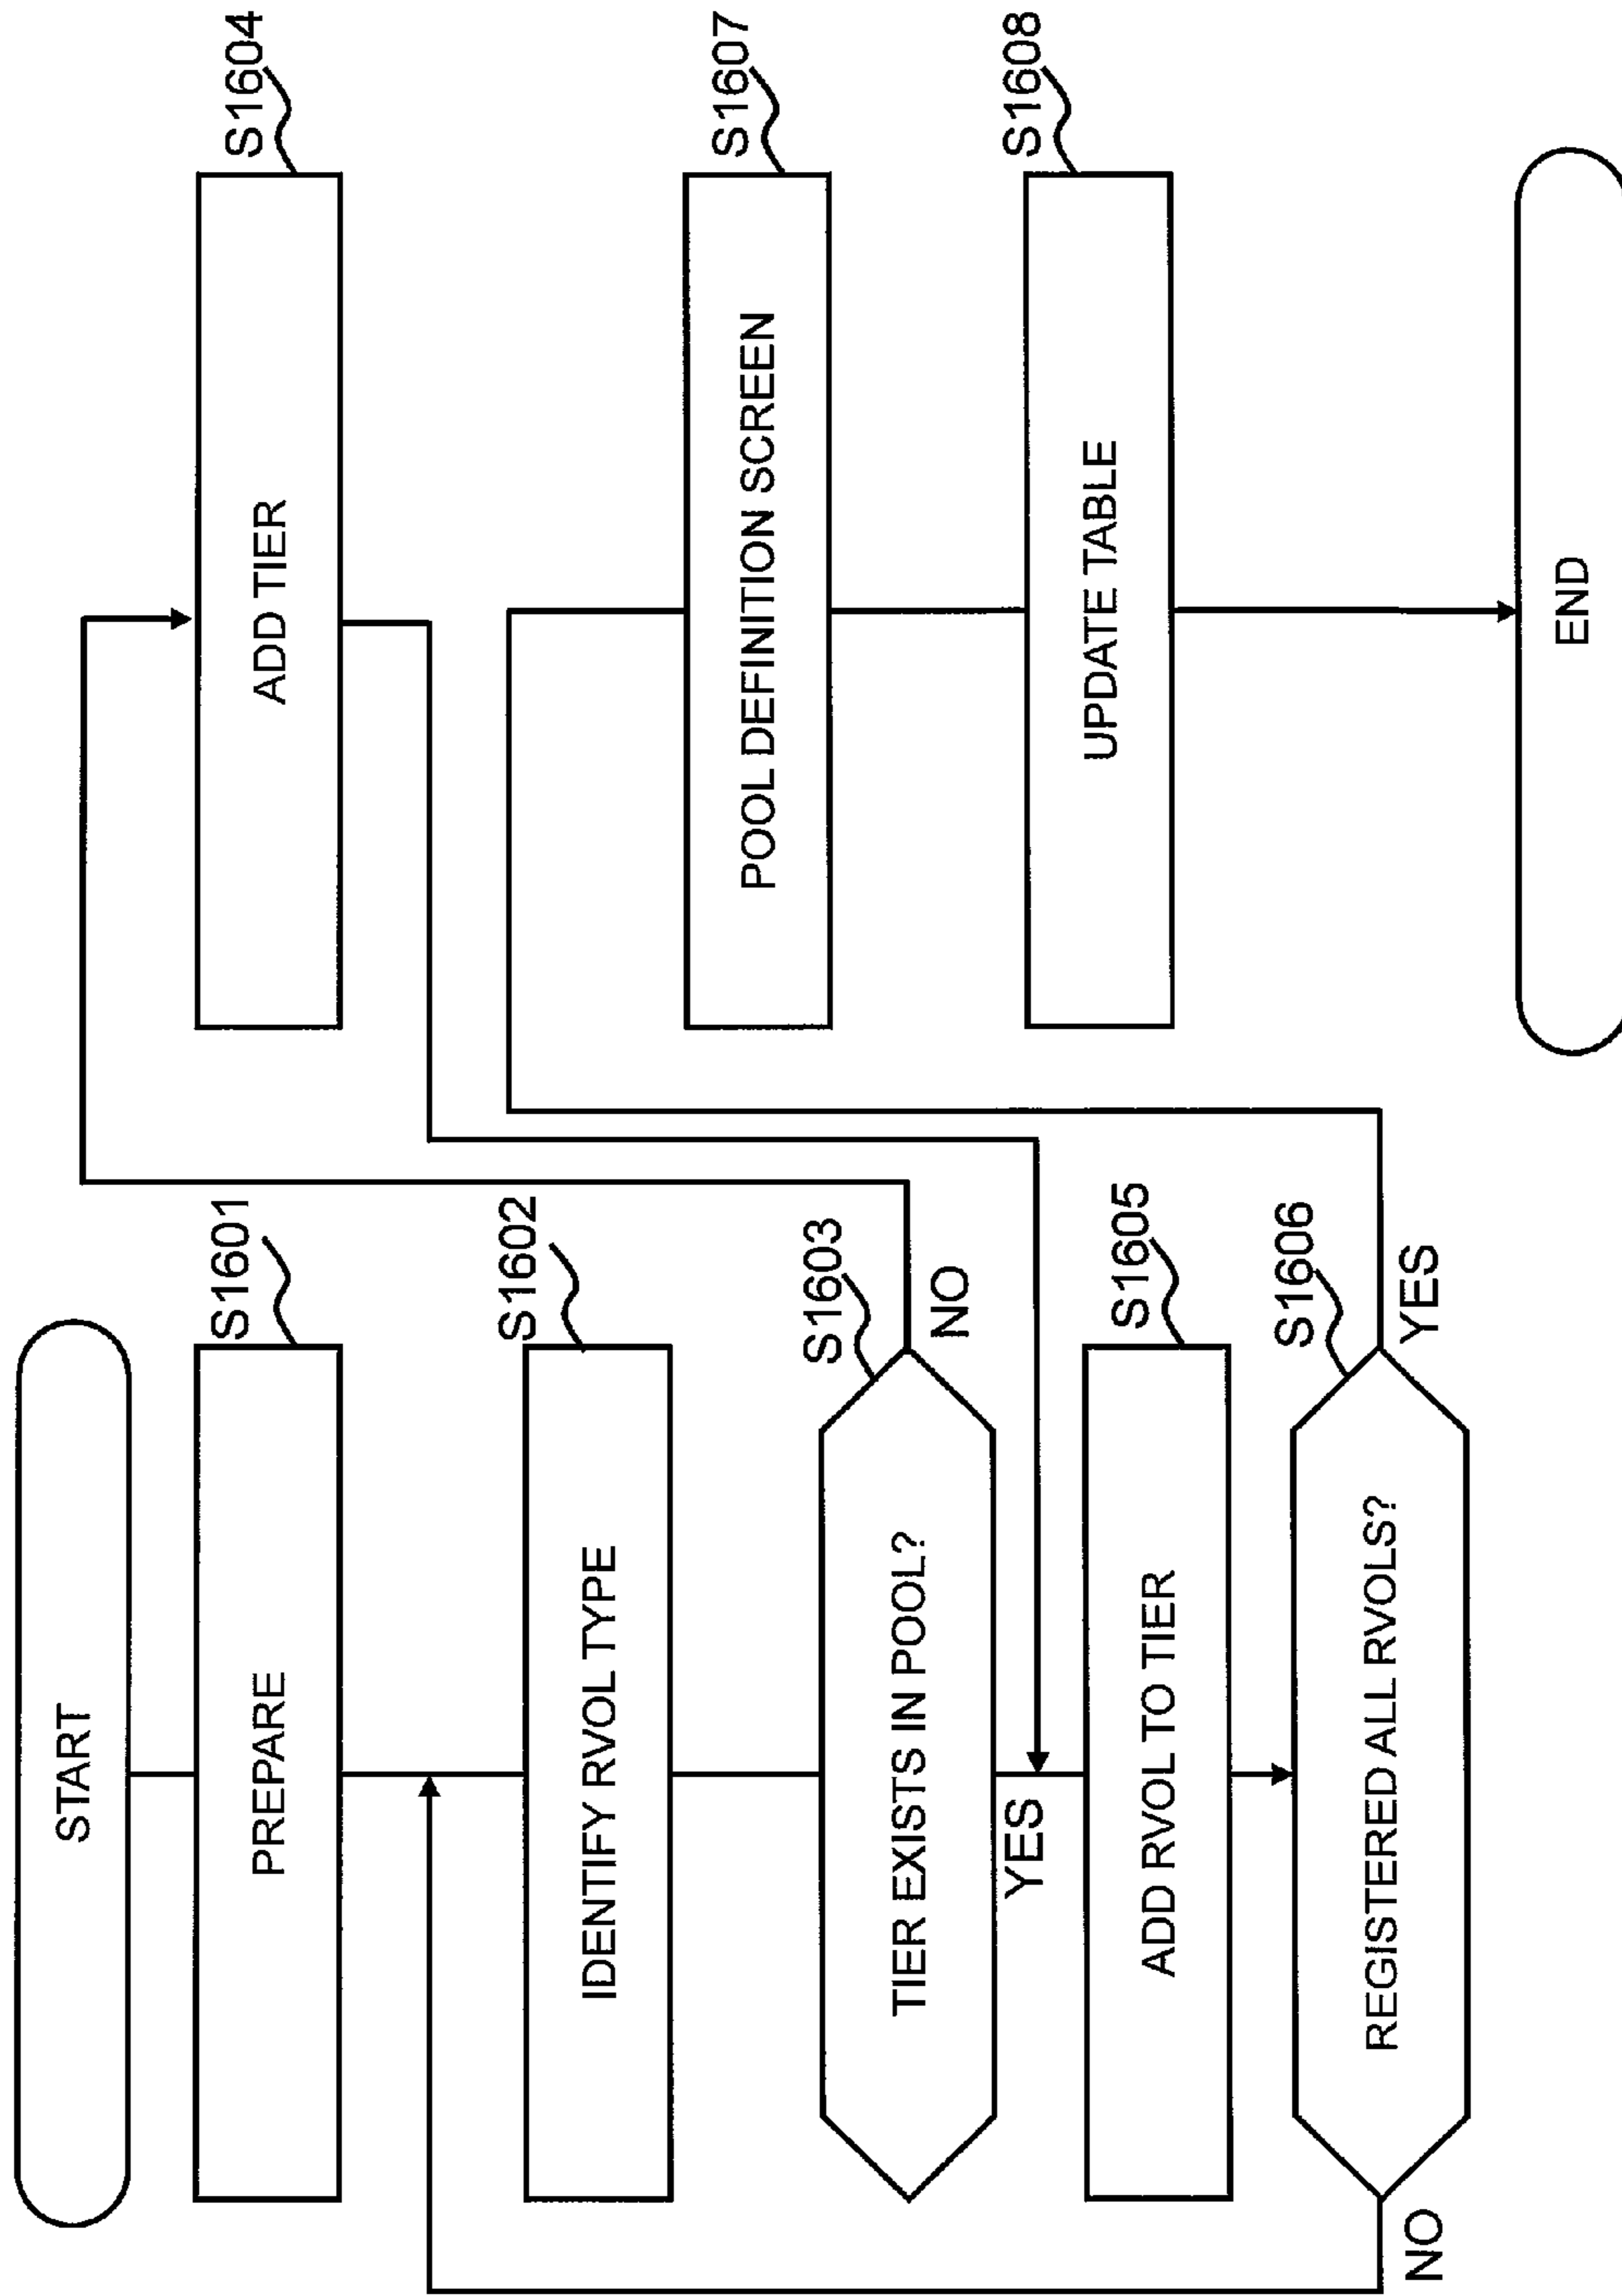 START
S1601
PREPARE
S1602
IDENTIFY RVOL TYPE
S1603
TIER EXISTS IN POOL?
NO
YES
S1604
ADD TIER
S1605
ADD RVOL TO TIER
S1606
REGISTERED ALL RVOLS?
NO
YES
S1607
POOL DEFINITION SCREEN
S1608
UPDATE TABLE
END